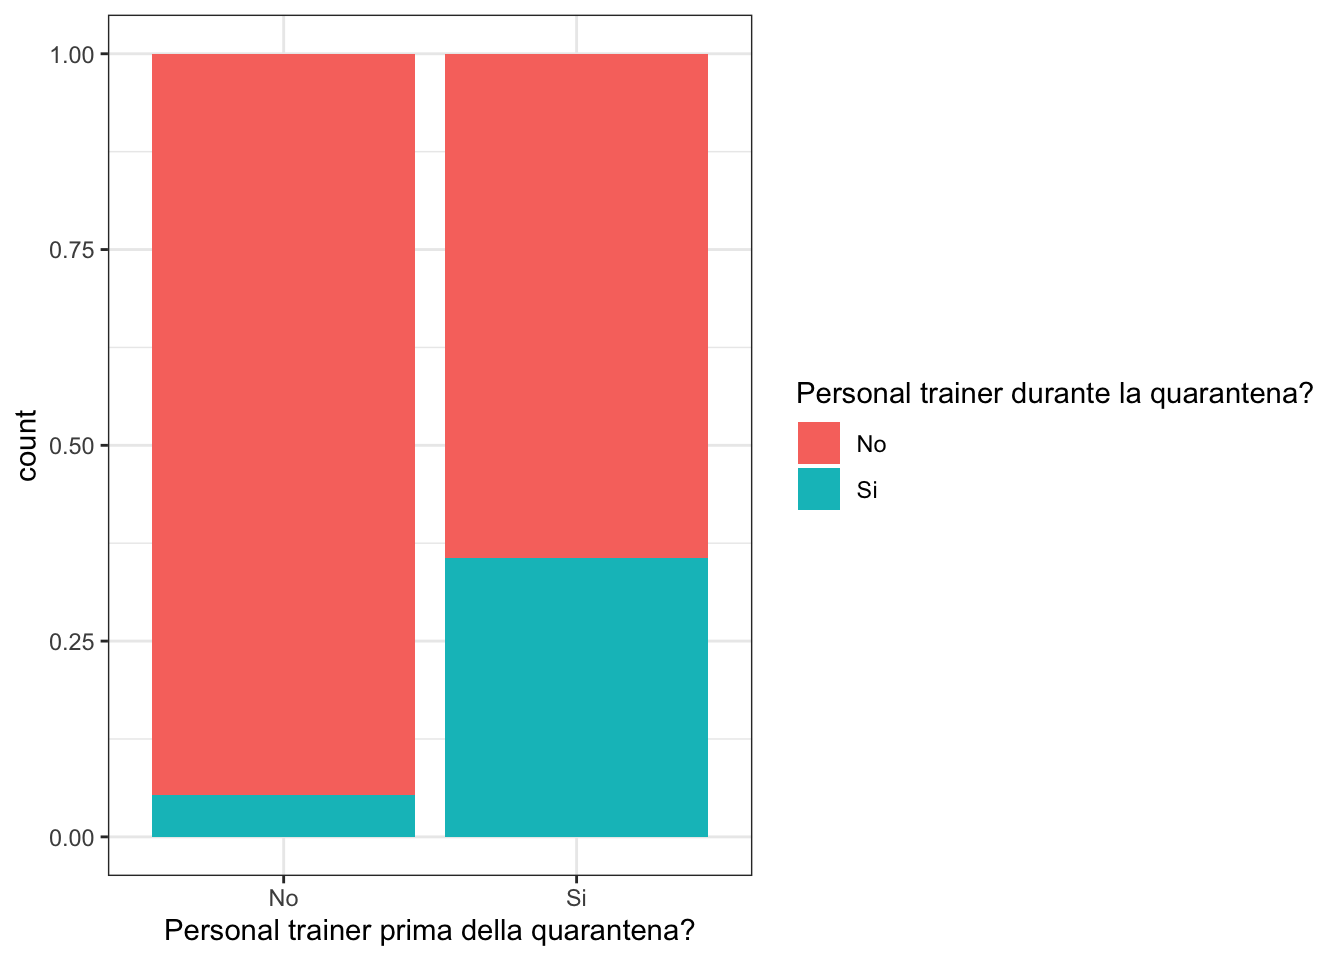 1.00
0.75
0.50
0.25
0.00
count
No
Si
Personal trainer prima della quarantena?
Personal trainer durante la quarantena?
No
Si